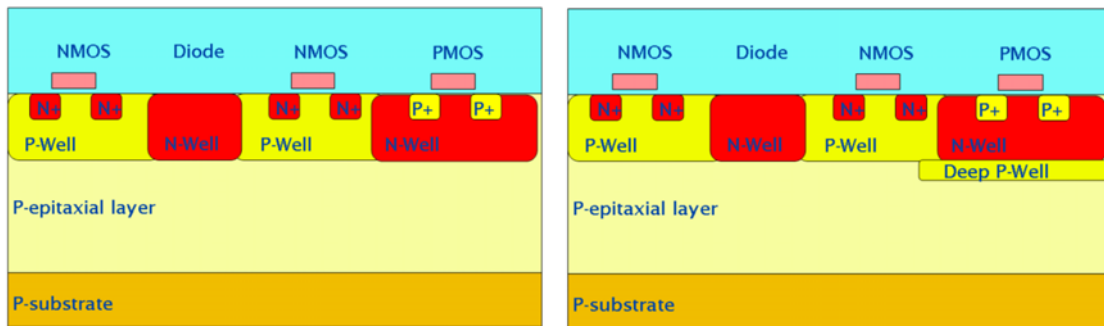 NMOS Diode NMOS PMOS
N+ N+ N+ N+ P+ P+
P-Well N-Well P-Well N-Well
P-epitaxial layer
P-substrate
NMOS Diode NMOS PMOS
N+ N+ N+ N+ P+ P+
P-Well N-Well P-Well N-Well
Deep P-Well
P-epitaxial layer
P-substrate